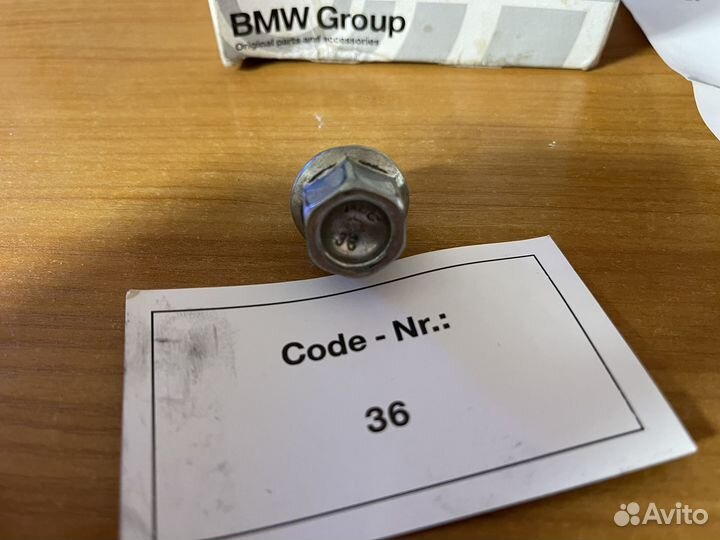 BMW Group
Original parts and accessories
36
Code - Nr.:
36
Avito